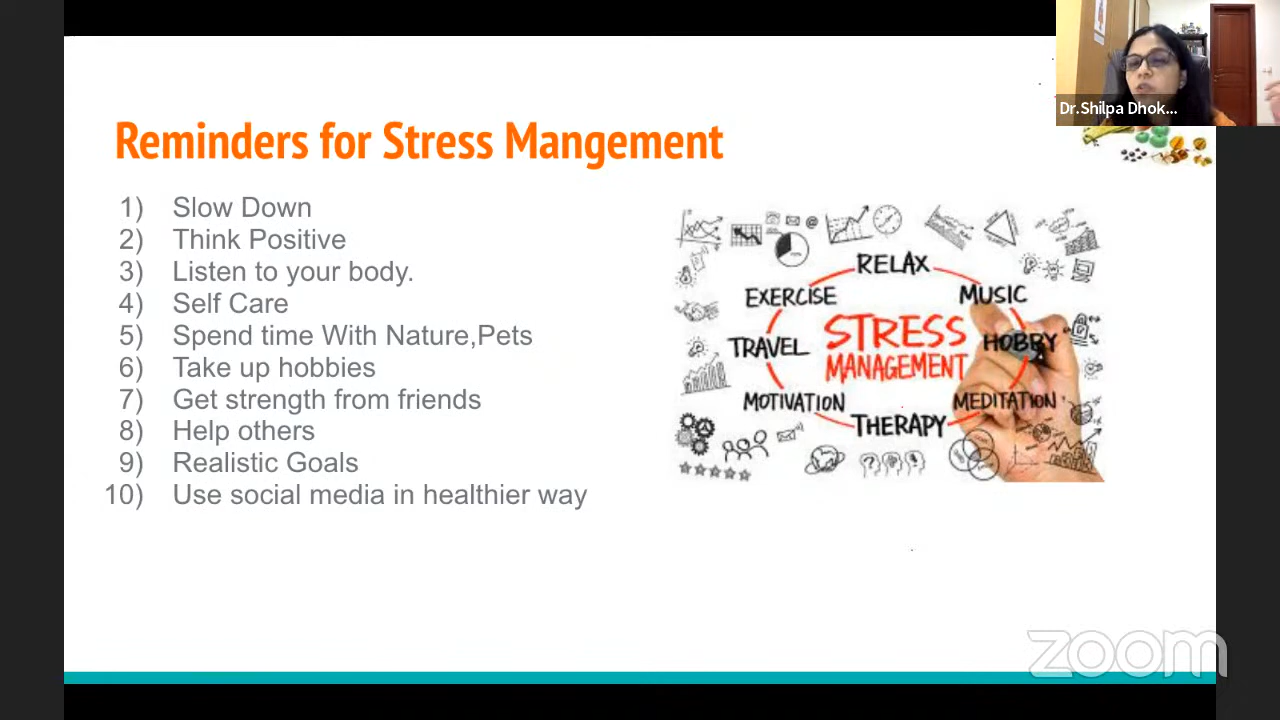 Dr.Shilpa Dhok...
Reminders for Stress Mangement
1) Slow Down
2) Think Positive
3) Listen to your body.
4) Self Care
5) Spend time With Nature,Pets
6) Take up hobbies
7) Get strength from friends
8) Help others
9) Realistic Goals
10) Use social media in healthier way
RELAX
EXERCISE
MUSIC
STRESS
MANAGEMENT
TRAVEL
HOBBY
MOTIVATION
MEDITATION
THERAPY
zoom